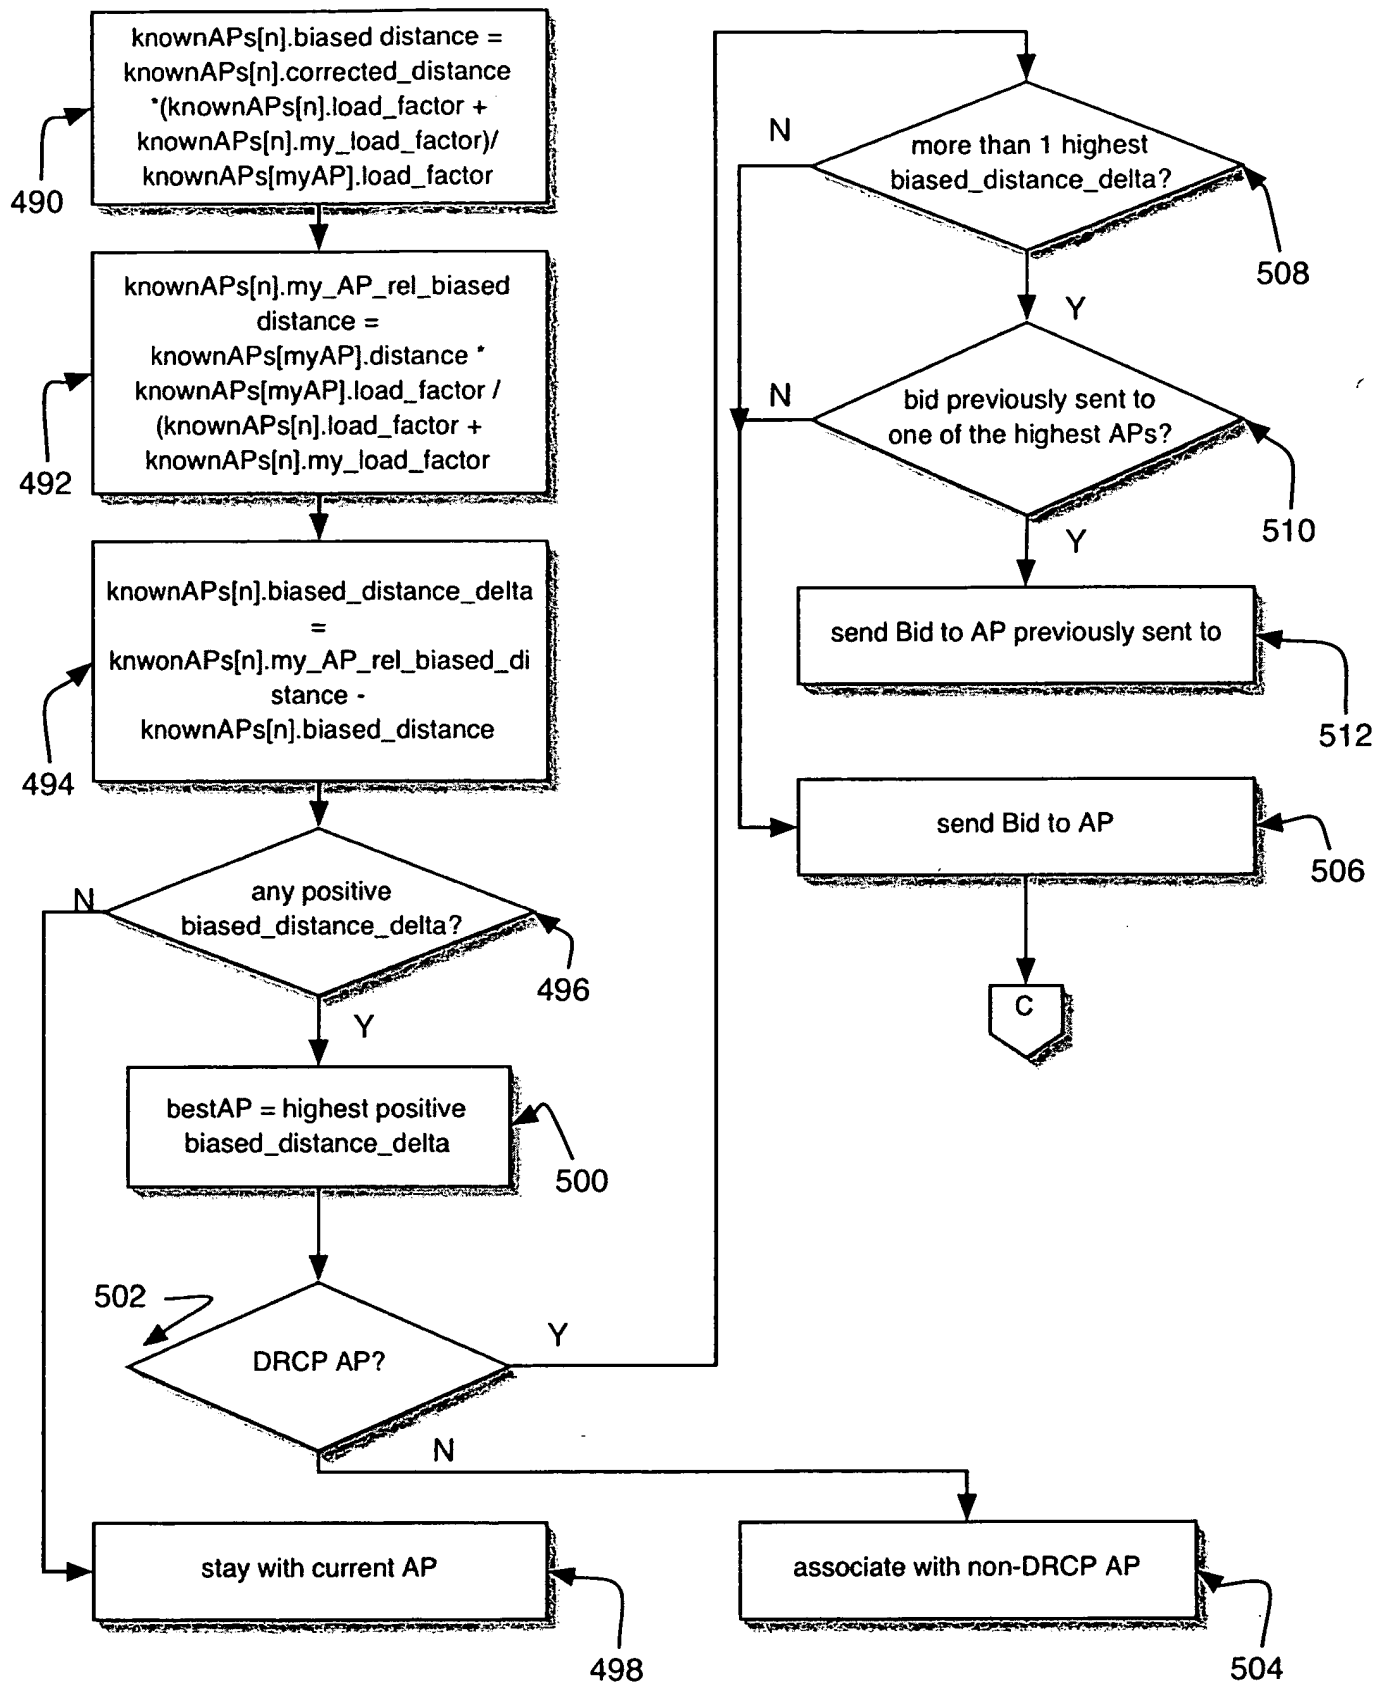 knownAPs[n].biased distance =
knownAPs[n].corrected_distance
*(knownAPs[n].load_factor +
knownAPs[n].my_load_factor)/
knownAPs[myAP].load_factor
490
knownAPs[n].my_AP_rel_biased
distance =
knownAPs[myAP].distance *
knownAPs[myAP].load_factor /
(knownAPs[n].load_factor +
knownAPs[n].my_load_factor
492
knownAPs[n].biased_distance_delta
=
knwonAPs[n].my_AP_rel_biased_di
stance -
knownAPs[n].biased_distance
494
any positive
biased_distance_delta?
N
496
Y
bestAP = highest positive
biased_distance_delta
500
502
DRCP AP?
Y
N
stay with current AP
498
associate with non-DRCP AP
504
more than 1 highest
biased_distance_delta?
N
508
Y
bid previously sent to
one of the highest APs?
N
510
Y
send Bid to AP previously sent to
512
send Bid to AP
506
C